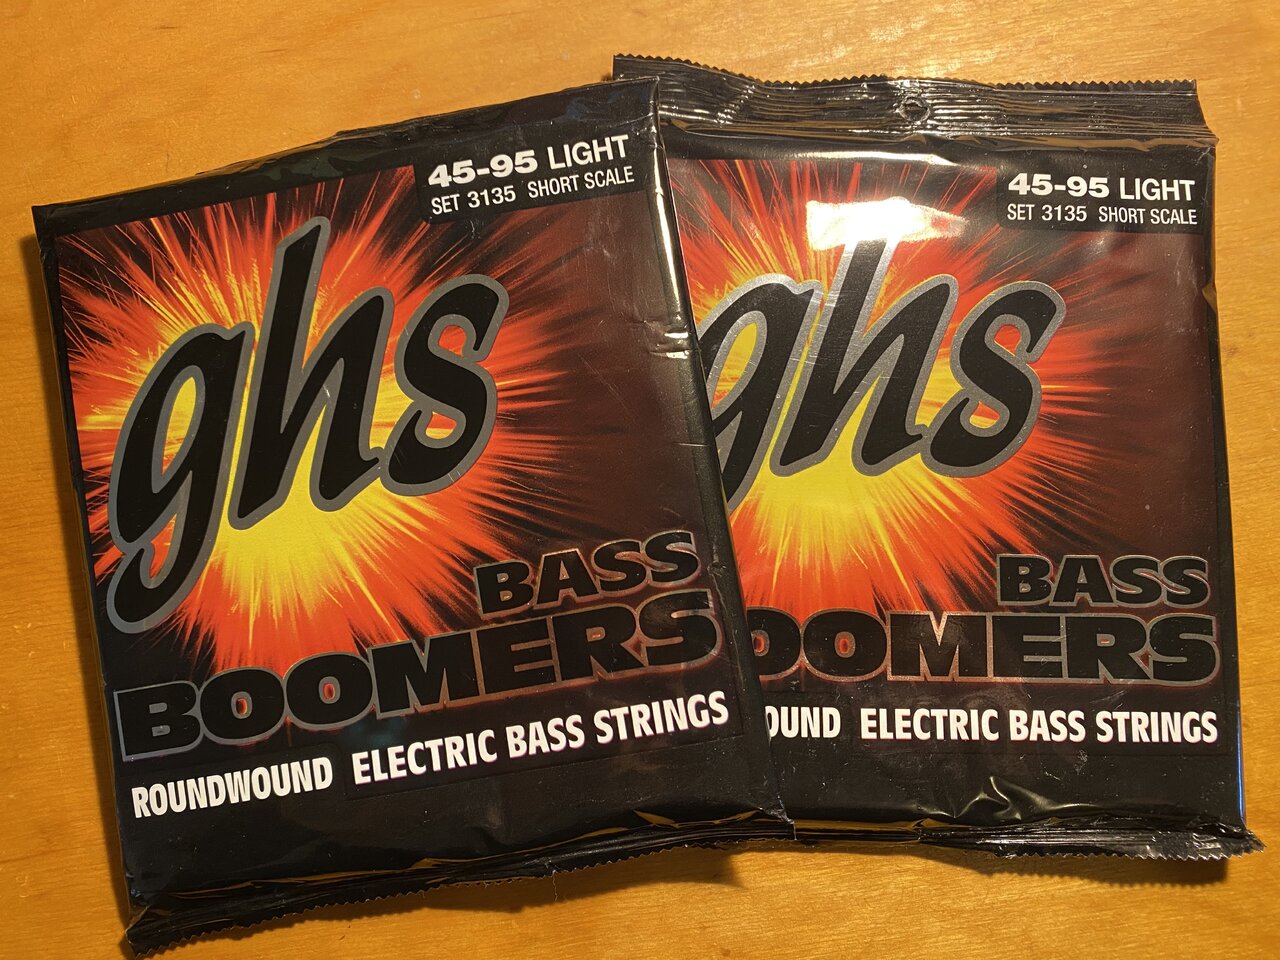 45-95 LIGHT
SET 3135 SHORT SCALE
ghs
BASS
BOOMERS
ROUNDWOUND ELECTRIC BASS STRINGS
45-95 LIGHT
SET 3135 SHORT SCALE
ghs
BASS
OOMERS
OUND ELECTRIC BASS STRINGS